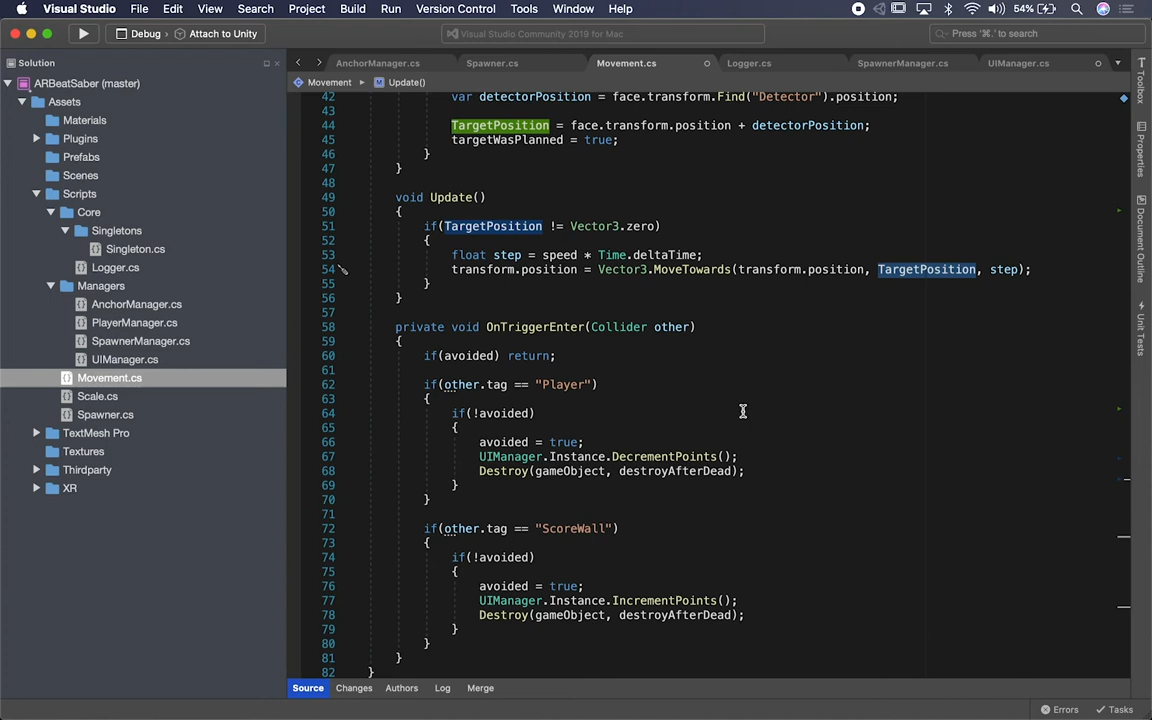 Visual Studio File Edit View Search Project Build Run Version Control Tools Window Help 54%
Debug Attach to Unity Visual Studio Community 2019 for Mac Press '⌘.' to search
Solution
AnchorManager.cs Spawner.cs Movement.cs Logger.cs SpawnerManager.cs UIManager.cs
Movement Update()
ARBeatSaber (master)
Assets
Materials
Plugins
Prefabs
Scenes
Scripts
Core
Singletons
Singleton.cs
Logger.cs
Managers
AnchorManager.cs
PlayerManager.cs
SpawnerManager.cs
UIManager.cs
Movement.cs
Scale.cs
Spawner.cs
TextMesh Pro
Textures
Thirdparty
XR
42 var detectorPosition = face.transform.Find("Detector").position;
43
44 TargetPosition = face.transform.position + detectorPosition;
45 targetWasPlanned = true;
46 }
47 }
48
49 void Update()
50 {
51 if(TargetPosition != Vector3.zero)
52 {
53 float step = speed * Time.deltaTime;
54 transform.position = Vector3.MoveTowards(transform.position, TargetPosition, step);
55 }
56 }
57
58 private void OnTriggerEnter(Collider other)
59 {
60 if(avoided) return;
61
62 if(other.tag == "Player")
63 {
64 if(!avoided)
65 {
66 avoided = true;
67 UIManager.Instance.DecrementPoints();
68 Destroy(gameObject, destroyAfterDead);
69 }
70 }
71
72 if(other.tag == "ScoreWall")
73 {
74 if(!avoided)
75 {
76 avoided = true;
77 UIManager.Instance.IncrementPoints();
78 Destroy(gameObject, destroyAfterDead);
79 }
80 }
81 }
82 }
Toolbox
Properties
Document Outline
Unit Tests
Source Changes Authors Log Merge
Errors Tasks